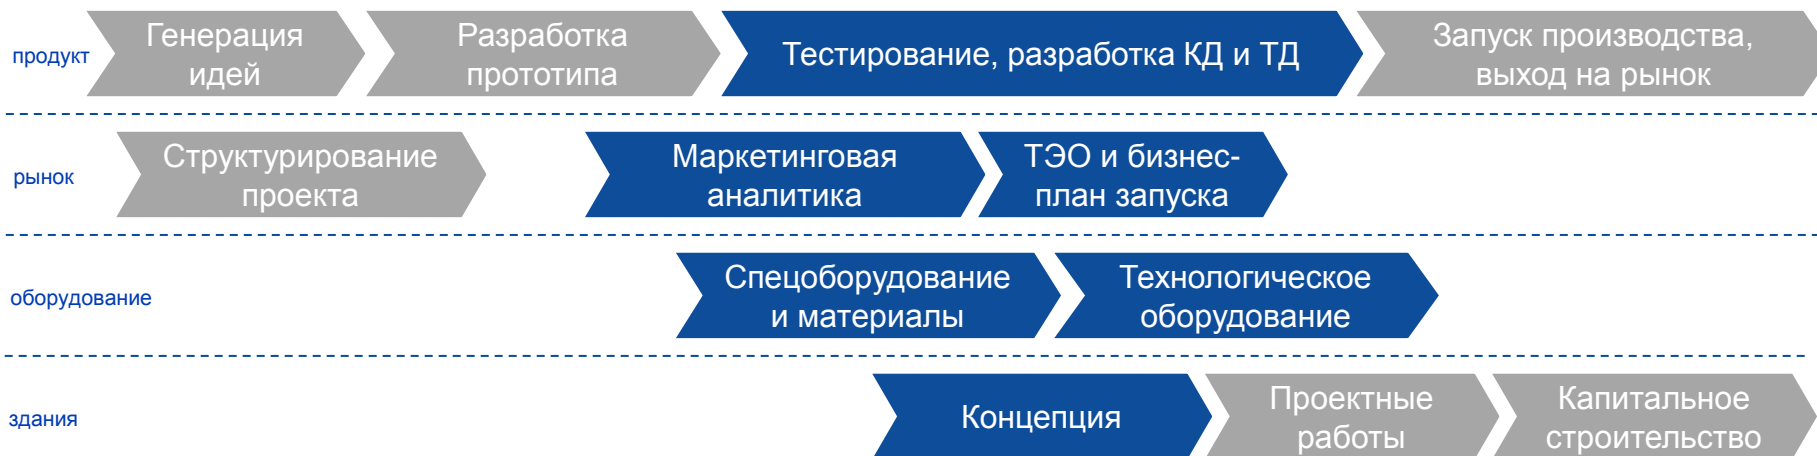 продукт
Генерация
идей
Разработка
прототипа
Тестирование, разработка КД и ТД
Запуск производства,
выход на рынок
рынок
Структурирование
проекта
Маркетинговая
аналитика
ТЭО и бизнес-
план запуска
оборудование
Спецоборудование
и материалы
Технологическое
оборудование
здания
Концепция
Проектные
работы
Капитальное
строительство